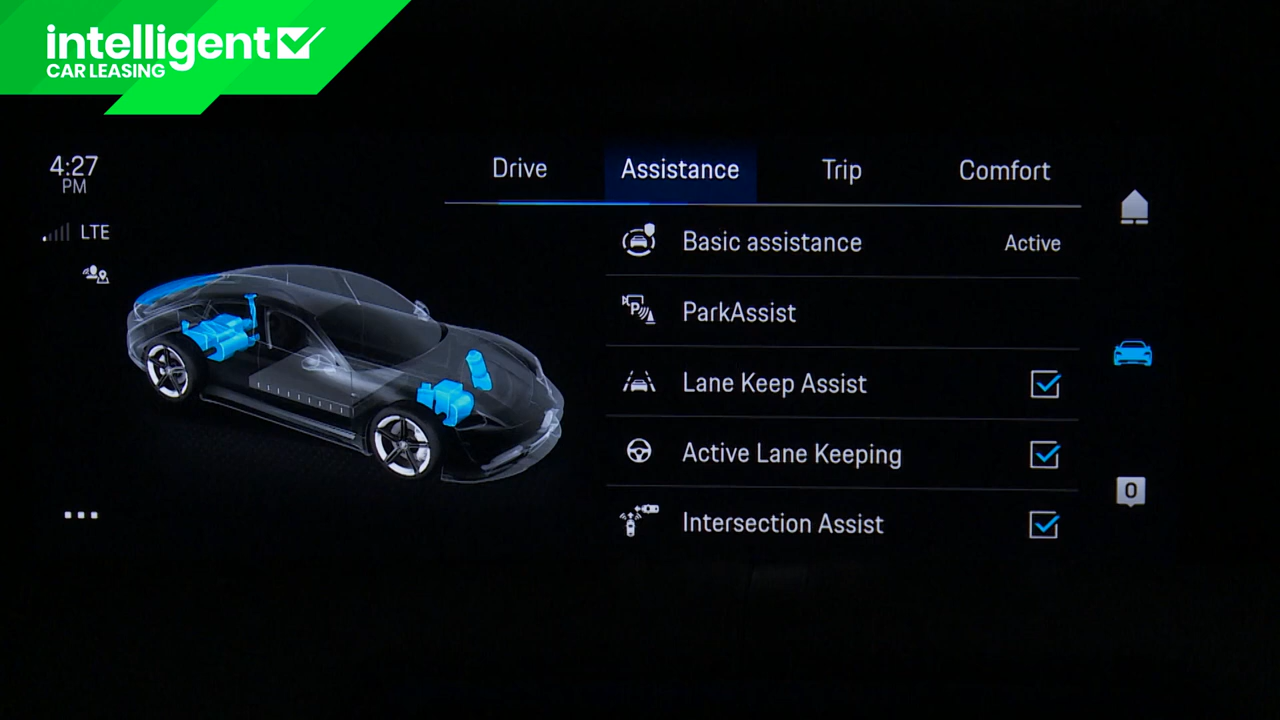 intelligent
CAR LEASING
4:27
PM
LTE
Drive
Assistance
Trip
Comfort
Basic assistance
Active
P
ParkAssist
Lane Keep Assist
Active Lane Keeping
Intersection Assist
0